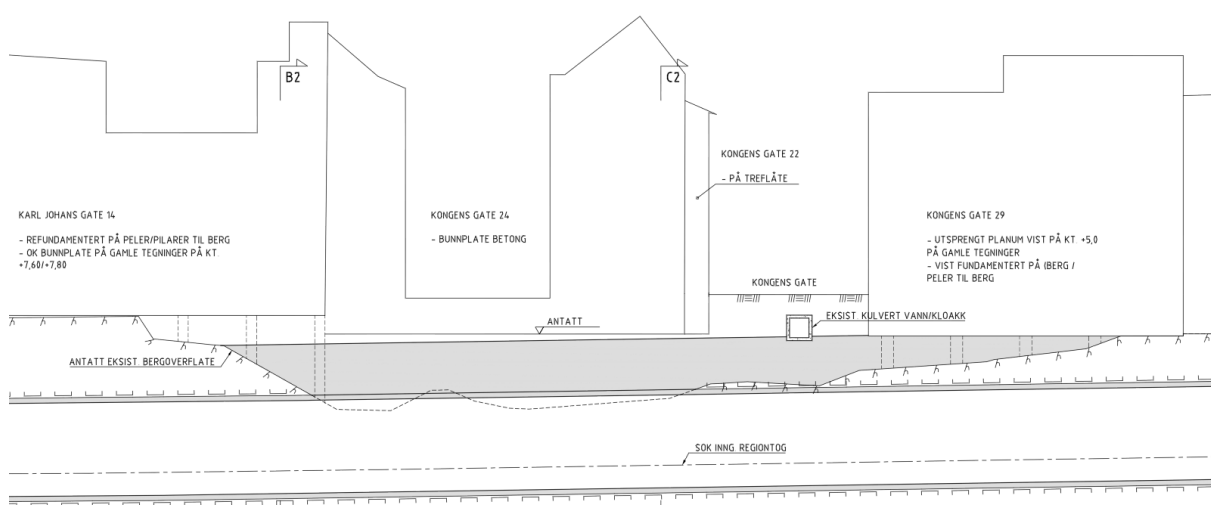 B2
C2
KONGENS GATE 22
- PÅ TREFLÅTE
KARL JOHANS GATE 14
- REFUNDAMENTERT PÅ PELER/PILARER TIL BERG
- OK BUNNPLATE PÅ GAMLE TEGNINGER PÅ KT.
+7,60/+7,80
KONGENS GATE 24
- BUNNPLATE BETONG
KONGENS GATE 29
- UTSPRENGT PLANUM VIST PÅ KT +5,0
PÅ GAMLE TEGNINGER
- VIST FUNDAMENTERT PÅ (BERG /
PELER TIL BERG
KONGENS GATE
ANTATT
EKSIST. KULVERT VANN/KLOAKK
ANTATT EKSIST. BERGOVERFLATE
SOK INNG. REGIONTOG